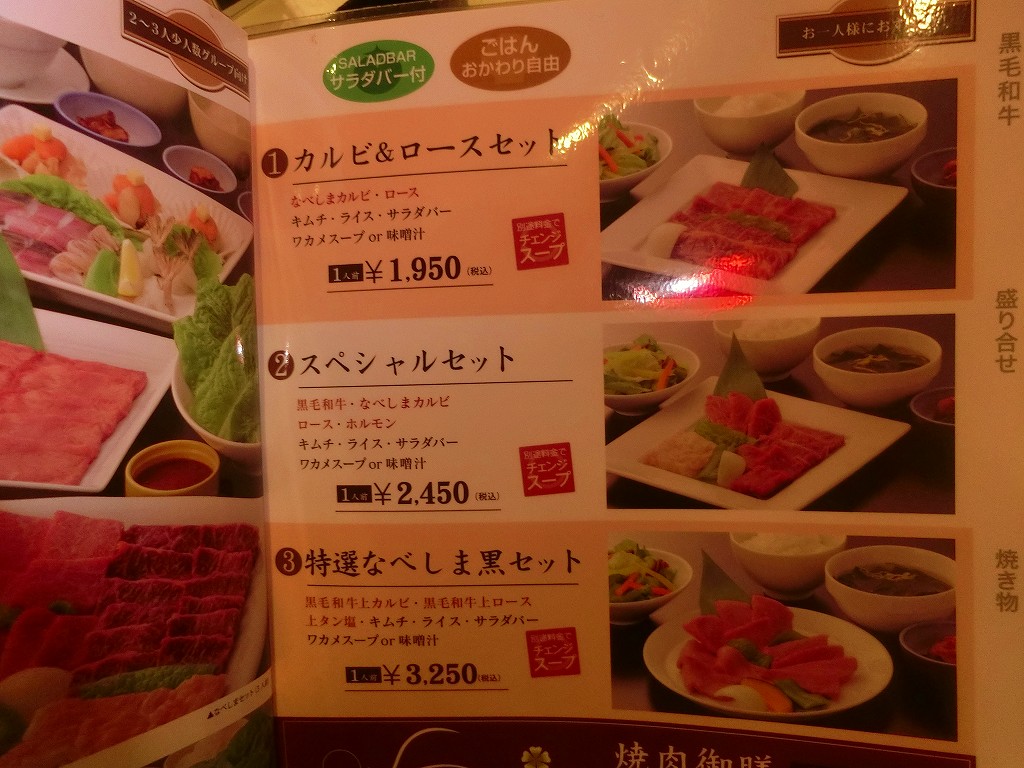 2〜3人少人数グループ向け
▲なべしまセット
SALADBAR
サラダバー付
ごはん
おかわり自由
お一人様にお
1 カルビ&ロースセット
なべしまカルビ・ロース
キムチ・ライス・サラダバー
ワカメスープ or 味噌汁
1人前 ¥1,950 (税込)
別途料金で
チェンジ
スープ
2 スペシャルセット
黒毛和牛・なべしまカルビ
ロース・ホルモン
キムチ・ライス・サラダバー
ワカメスープ or 味噌汁
1人前 ¥2,450 (税込)
別途料金で
チェンジ
スープ
3 特選なべしま黒セット
黒毛和牛上カルビ・黒毛和牛上ロース
上タン塩・キムチ・ライス・サラダバー
ワカメスープ or 味噌汁
1人前 ¥3,250 (税込)
別途料金で
チェンジ
スープ
焼肉御膳
黒毛和牛
盛り合せ
焼き物